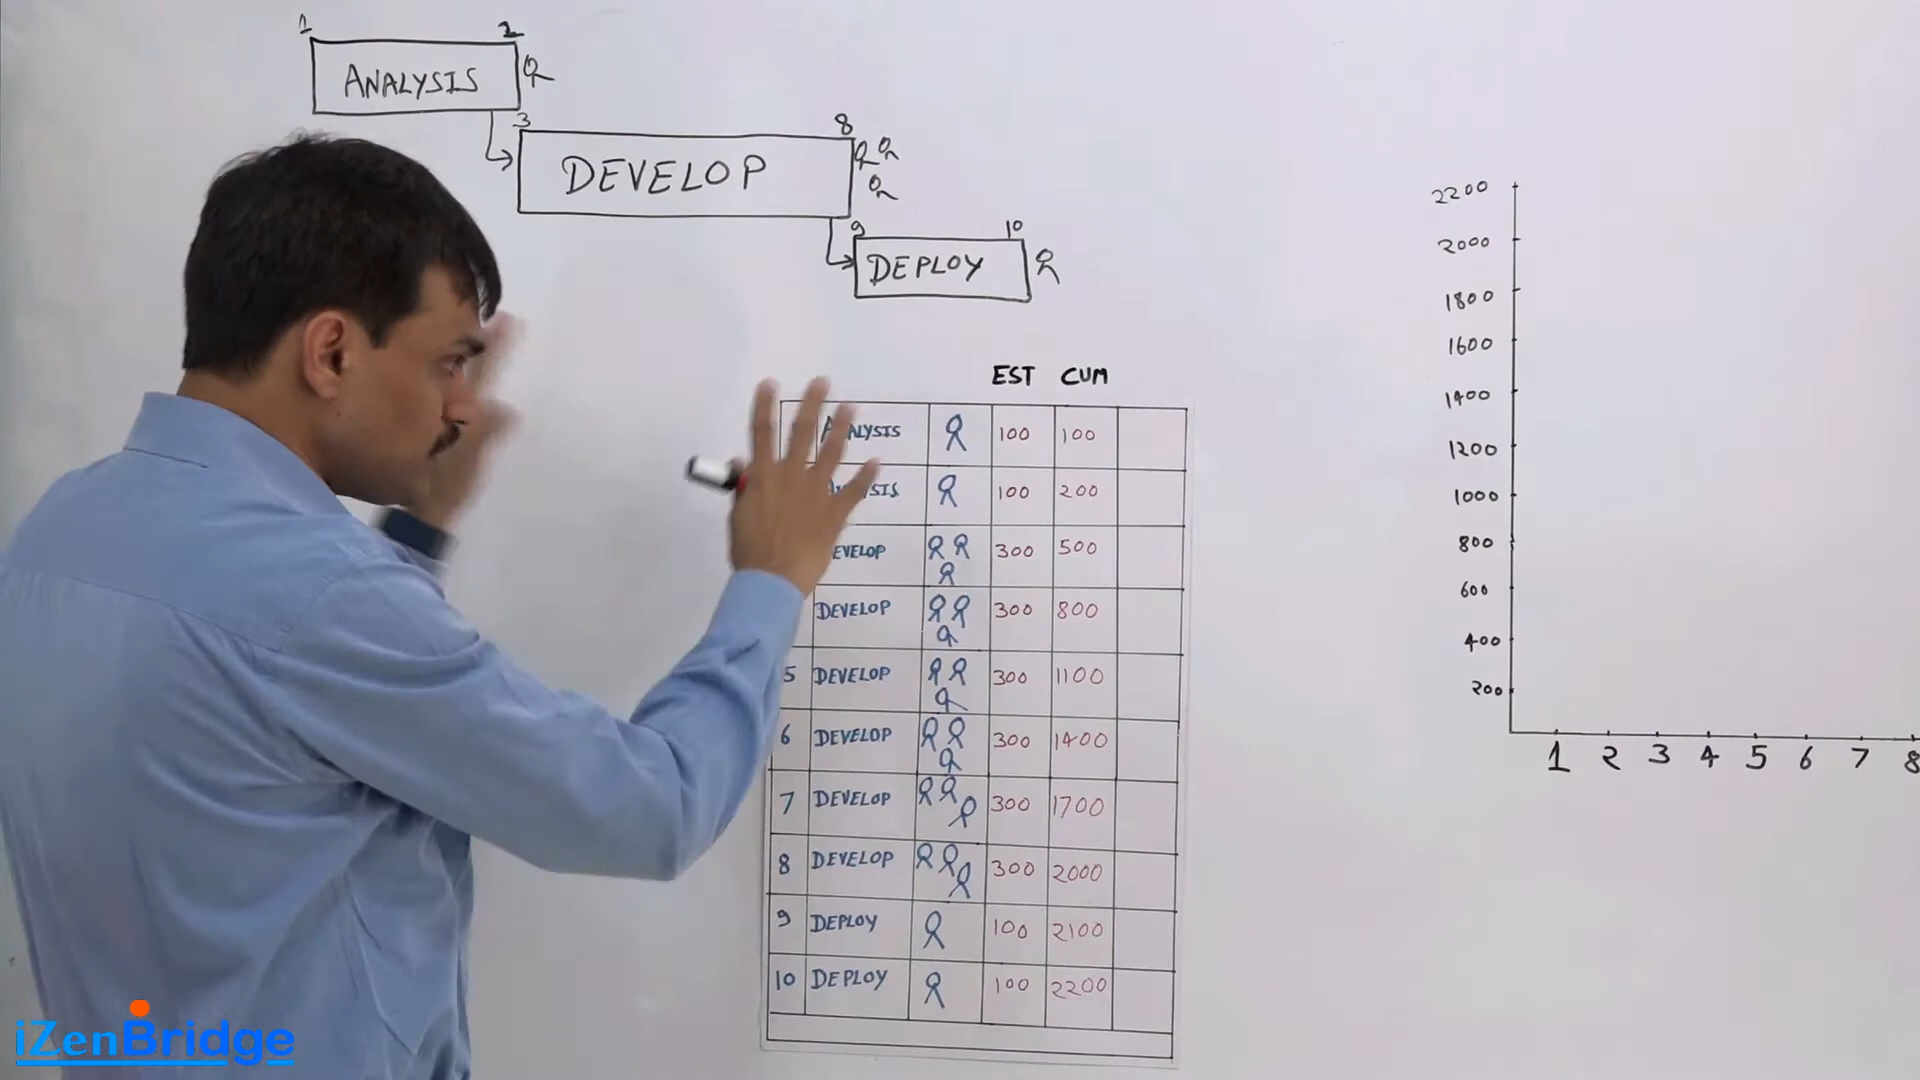 1 2
ANALYSIS
3 8
DEVELOP
9 10
DEPLOY
EST CUM
ANALYSIS 100 100
100 200
DEVELOP 300 500
DEVELOP 300 800
5 DEVELOP 300 1100
6 DEVELOP 300 1400
7 DEVELOP 300 1700
8 DEVELOP 300 2000
9 DEPLOY 100 2100
10 DEPLOY 100 2200
2200
2000
1800
1600
1400
1200
1000
800
600
400
200
1 2 3 4 5 6 7 8
iZenBridge